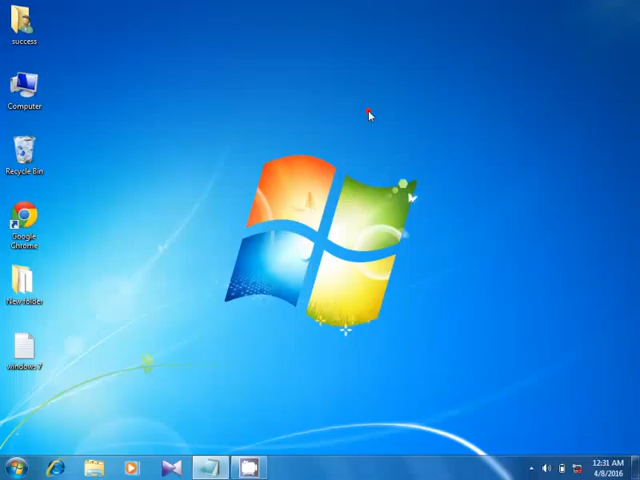 success
Computer
Recycle Bin
Google
Chrome
New folder
windows 7
12:31 AM
4/8/2016